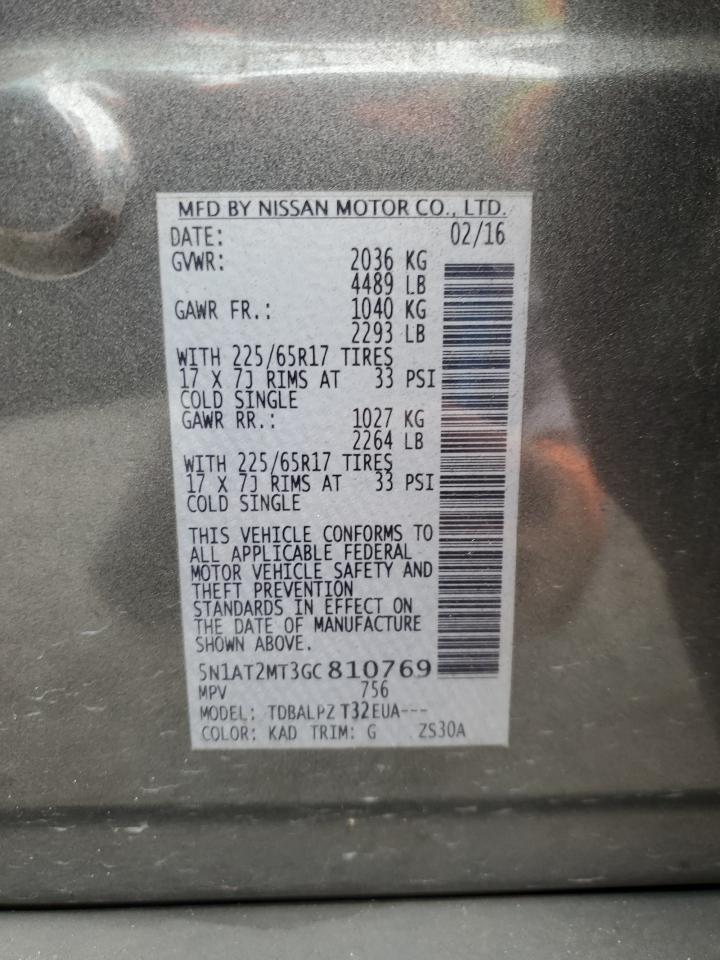 MFD BY NISSAN MOTOR CO., LTD.
DATE: 02/16
GVWR: 2036 KG
4489 LB
GAWR FR.: 1040 KG
2293 LB
WITH 225/65R17 TIRES
17 X 7J RIMS AT 33 PSI
COLD SINGLE
GAWR RR.: 1027 KG
2264 LB
WITH 225/65R17 TIRES
17 X 7J RIMS AT 33 PSI
COLD SINGLE
THIS VEHICLE CONFORMS TO
ALL APPLICABLE FEDERAL
MOTOR VEHICLE SAFETY AND
THEFT PREVENTION
STANDARDS IN EFFECT ON
THE DATE OF MANUFACTURE
SHOWN ABOVE.
5N1AT2MT3GC810769
MPV 756
MODEL: TDBALPZ T32EUA---
COLOR: KAD TRIM: G ZS30A